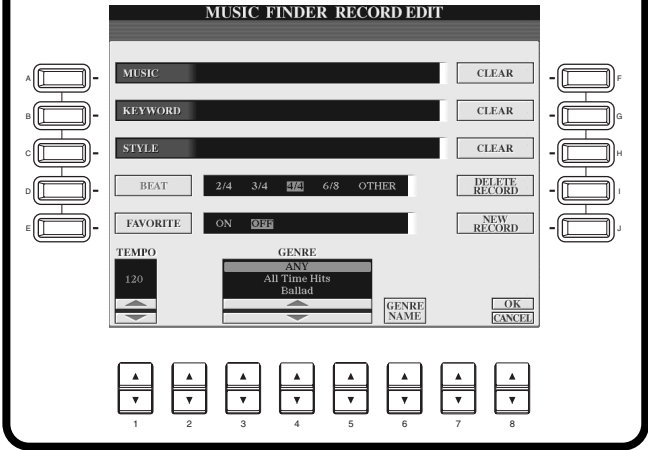 MUSIC FINDER RECORD EDIT
A MUSIC CLEAR F
B KEYWORD CLEAR G
C STYLE CLEAR H
D BEAT 2/4 3/4 4/4 6/8 OTHER DELETE RECORD I
E FAVORITE ON OFF NEW RECORD J
TEMPO GENRE
ANY
120 All Time Hits
Ballad
GENRE NAME OK
CANCEL
1 2 3 4 5 6 7 8